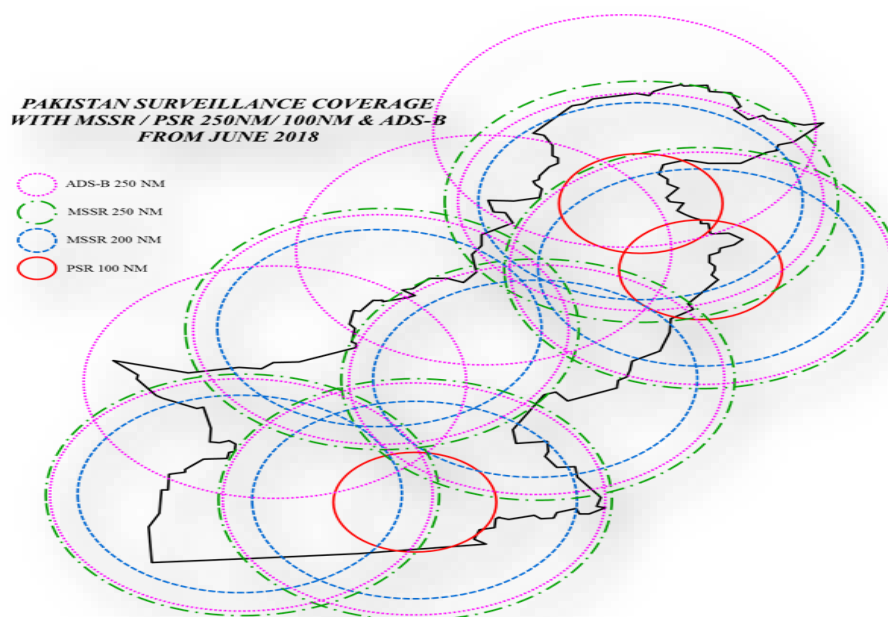 PAKISTAN SURVEILLANCE COVERAGE
WITH MSSR / PSR 250NM/ 100NM & ADS-B
FROM JUNE 2018
ADS-B 250 NM
MSSR 250 NM
MSSR 200 NM
PSR 100 NM